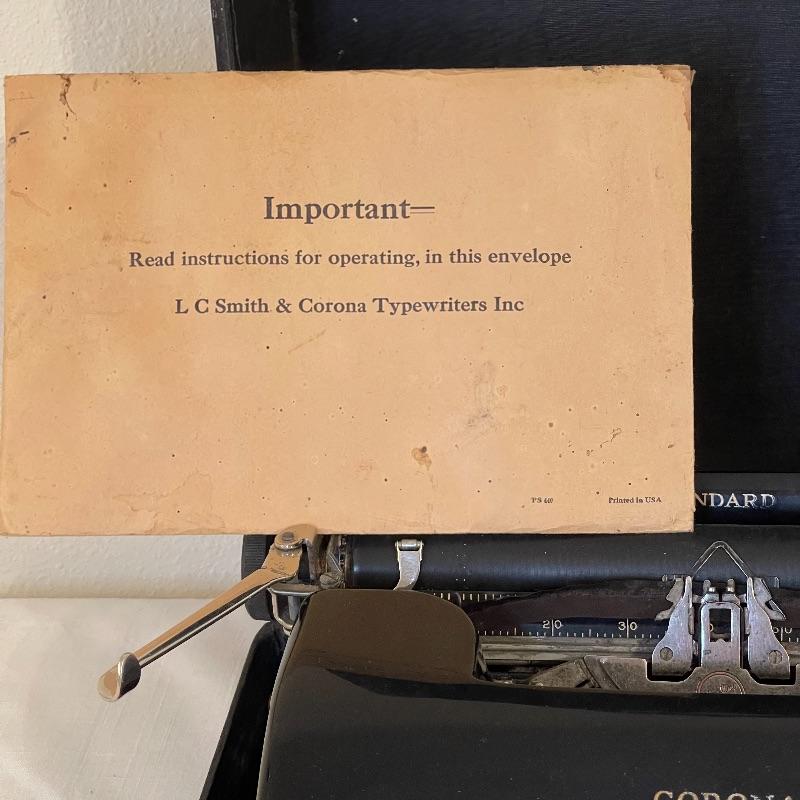 Important=
Read instructions for operating, in this envelope
L C Smith & Corona Typewriters Inc
Printed in USA
NDARD
20 30